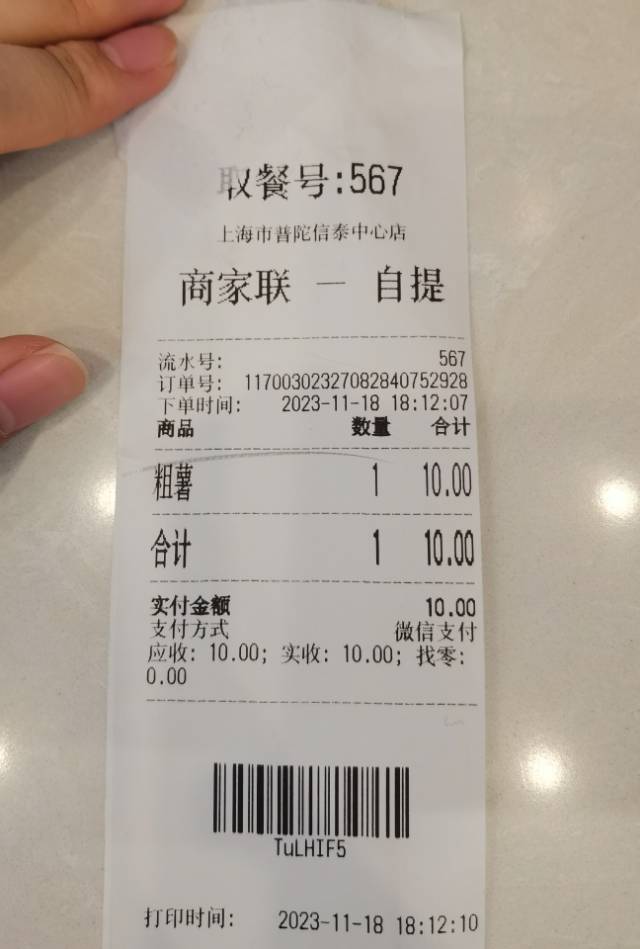 取餐号:567
上海市普陀信泰中心店
商家联 — 自提
流水号: 567
订单号: 11700302327082840752928
下单时间: 2023-11-18 18:12:07
商品 数量 合计
粗薯 1 10.00
合计 1 10.00
实付金额 10.00
支付方式 微信支付
应收: 10.00; 实收: 10.00; 找零:
0.00
TuLHIF5
打印时间: 2023-11-18 18:12:10